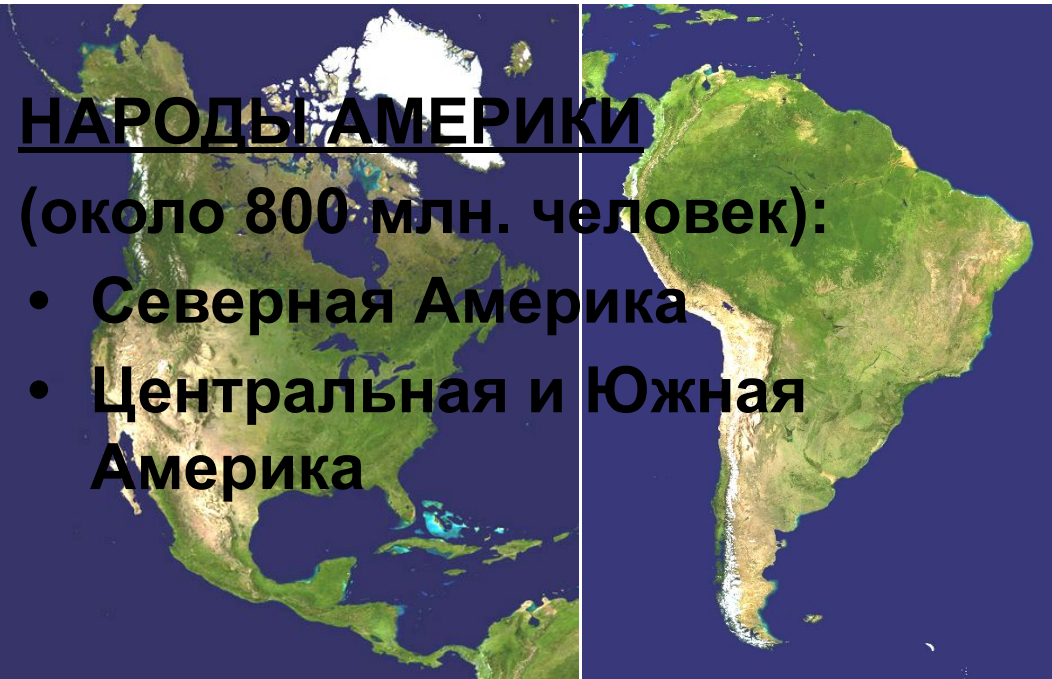 НАРОДЫ АМЕРИКИ
(около 800 млн. человек):
• Северная Америка
• Центральная и Южная
Америка